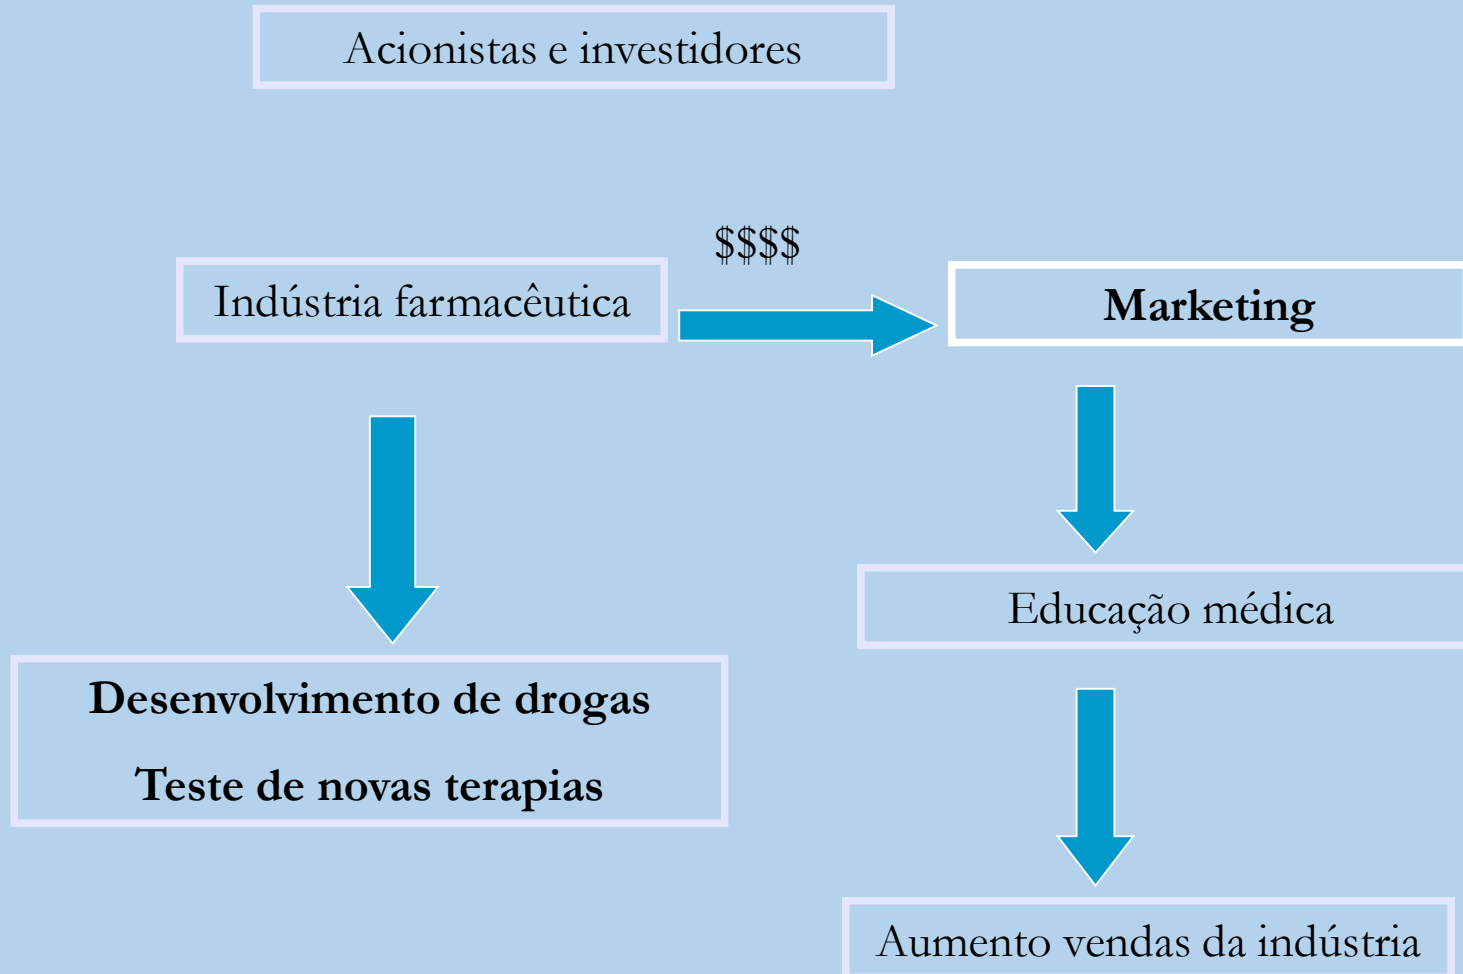 Acionistas e investidores
$$$$
Indústria farmacêutica
Marketing
Educação médica
Desenvolvimento de drogas
Teste de novas terapias
Aumento vendas da indústria